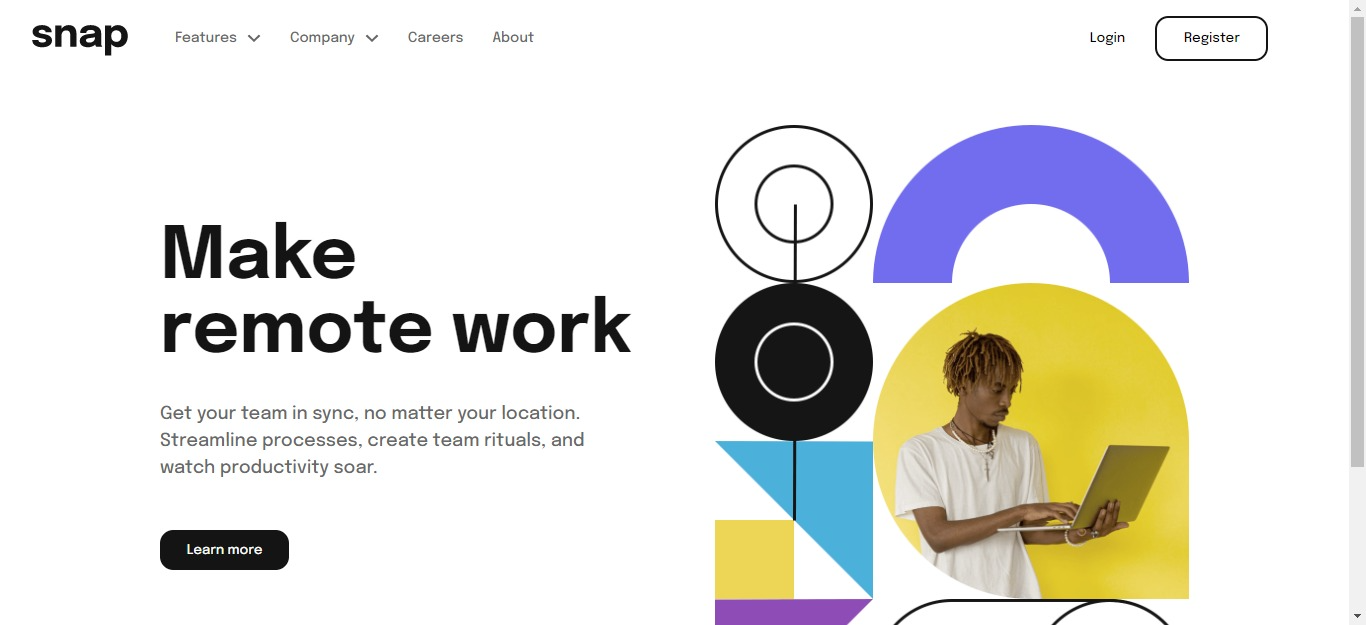 snap
Features
Company
Careers
About
Login
Register
Make
remote work
Get your team in sync, no matter your location.
Streamline processes, create team rituals, and
watch productivity soar.
Learn more